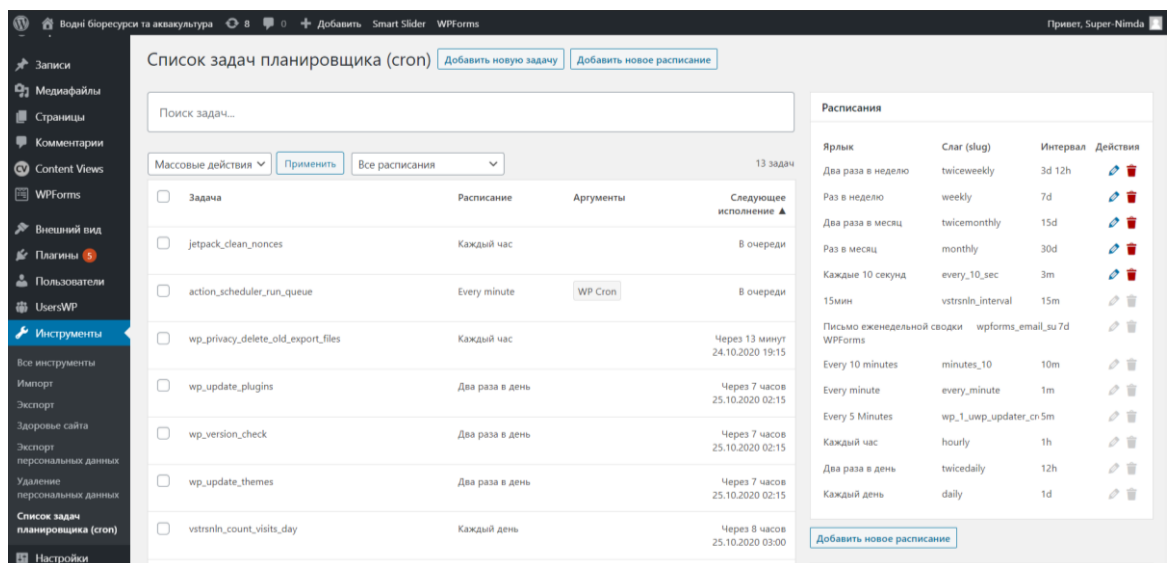 Водні біоресурси та аквакультура 8 0 Добавить Smart Slider WPForms Привет, Super-Nimda
Записи
Медиафайлы
Страницы
Комментарии
Content Views
WPForms
Внешний вид
Плагины 5
Пользователи
UsersWP
Инструменты
Все инструменты
Импорт
Экспорт
Здоровье сайта
Экспорт
персональных данных
Удаление
персональных данных
Список задач
планировщика (cron)
Настройки
Список задач планировщика (cron) Добавить новую задачу Добавить новое расписание
Поиск задач...
Массовые действия Применить Все расписания 13 задач
Задача Расписание Аргументы Следующее
исполнение ▲
jetpack_clean_nonces Каждый час В очереди
action_scheduler_run_queue Every minute WP Cron В очереди
wp_privacy_delete_old_export_files Каждый час Через 13 минут
24.10.2020 19:15
wp_update_plugins Два раза в день Через 7 часов
25.10.2020 02:15
wp_version_check Два раза в день Через 7 часов
25.10.2020 02:15
wp_update_themes Два раза в день Через 7 часов
25.10.2020 02:15
vstrsnln_count_visits_day Каждый день Через 8 часов
25.10.2020 03:00
Расписания
Ярлык Слаг (slug) Интервал Действия
Два раза в неделю twiceweekly 3d 12h
Раз в неделю weekly 7d
Два раза в месяц twicemonthly 15d
Раз в месяц monthly 30d
Каждые 10 секунд every_10_sec 3m
15мин vstrsnln_interval 15m
Письмо еженедельной сводки wpforms_email_su 7d
WPForms
Every 10 minutes minutes_10 10m
Every minute every_minute 1m
Every 5 Minutes wp_1_uwp_updater_cr 5m
Каждый час hourly 1h
Два раза в день twicedaily 12h
Каждый день daily 1d
Добавить новое расписание